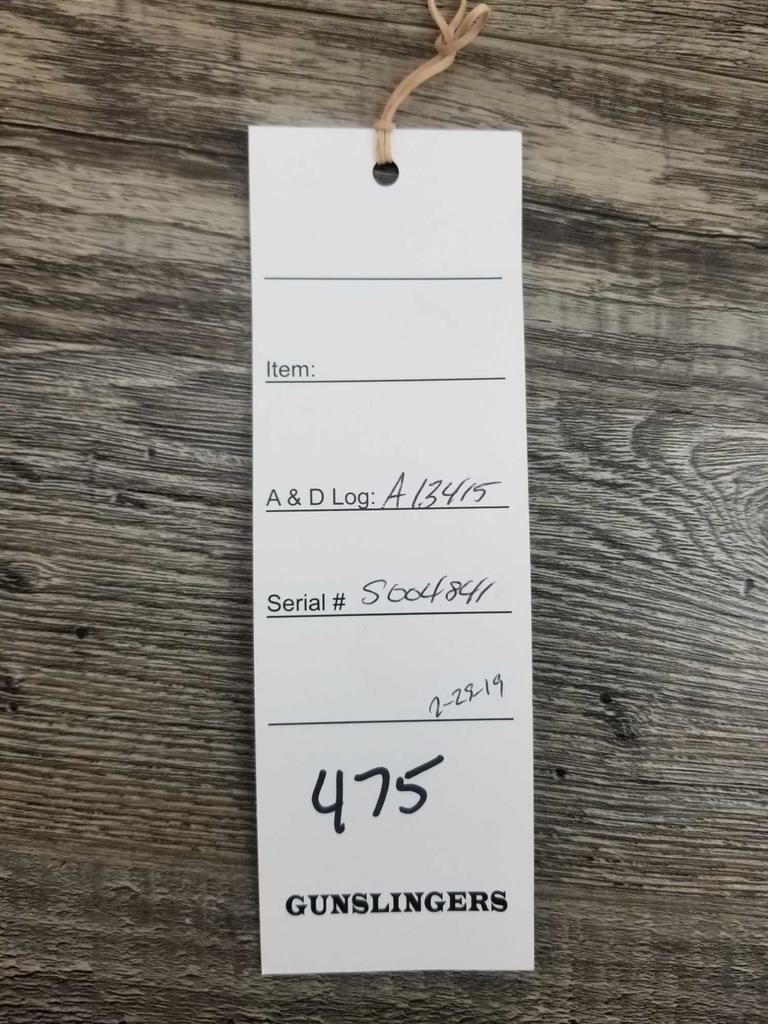 Item:
A & D Log: A13415
Serial # S004841
2-28-19
475
GUNSLINGERS